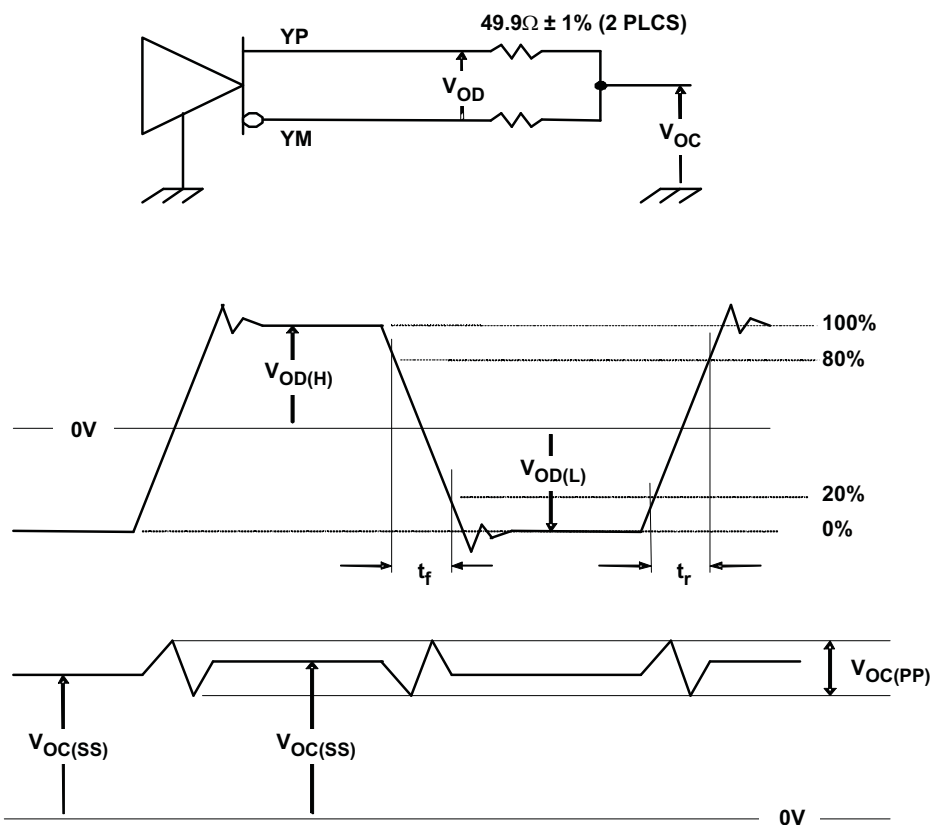 49.9Ω ± 1% (2 PLCS)
YP
VOD
YM
VOC
100%
80%
VOD(H)
0V
VOD(L)
20%
0%
tf
tr
VOC(PP)
VOC(SS)
VOC(SS)
0V